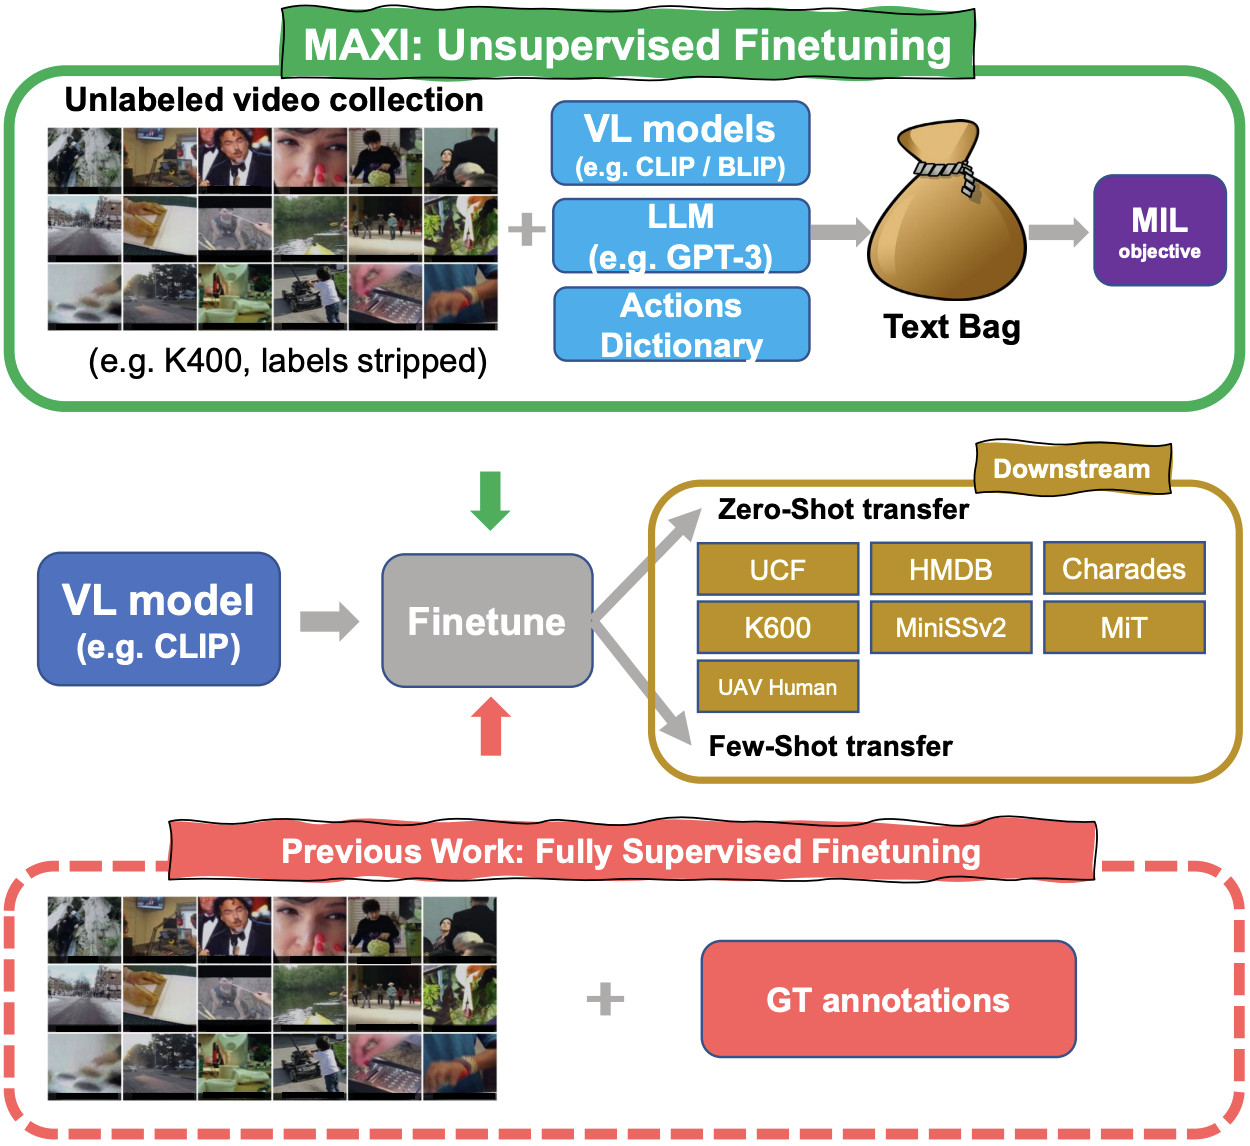 MAXI: Unsupervised Finetuning
Unlabeled video collection
(e.g. K400, labels stripped)
VL models
(e.g. CLIP / BLIP)
LLM
(e.g. GPT-3)
Actions
Dictionary
Text Bag
MIL
objective
VL model
(e.g. CLIP)
Finetune
Downstream
Zero-Shot transfer
UCF
HMDB
Charades
K600
MiniSSv2
MiT
UAV Human
Few-Shot transfer
Previous Work: Fully Supervised Finetuning
GT annotations